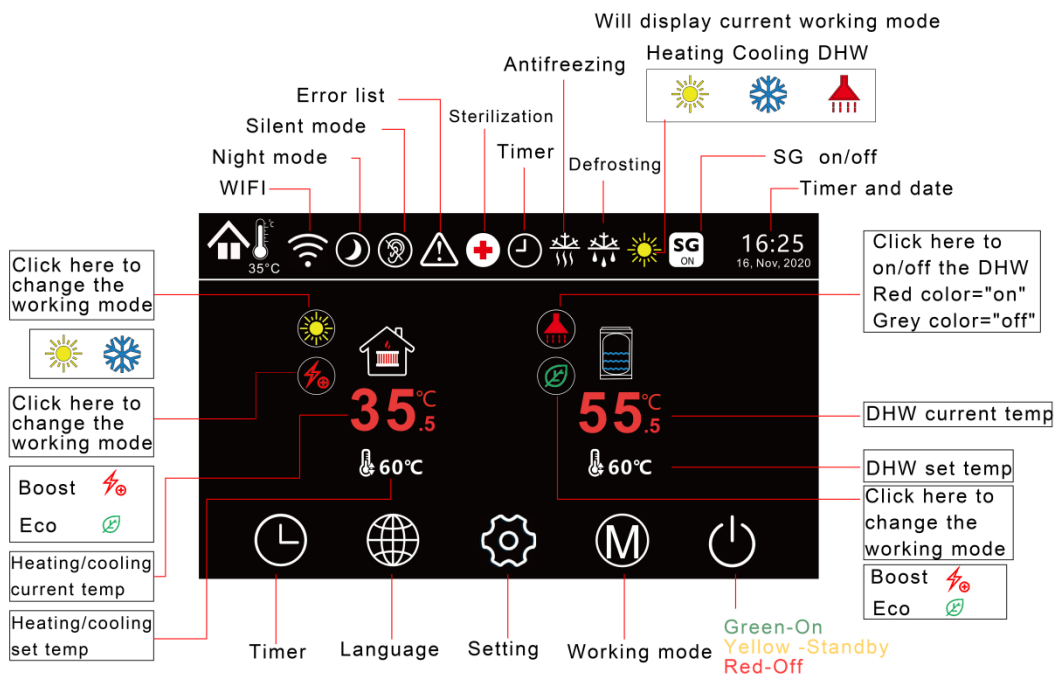 Will display current working mode
Heating Cooling DHW
Antifreezing
Error list
Sterilization
Silent mode
Timer
Night mode
Defrosting
SG on/off
WIFI
Timer and date
°C
35°C
SG
ON
16:25
16, Nov, 2020
Click here to
change the
working mode
Click here to
on/off the DHW
Red color="on"
Grey color="off"
Click here to
change the
working mode
35.5°C
55.5°C
DHW current temp
60°C
60°C
DHW set temp
Boost
Eco
Click here to
change the
working mode
M
Heating/cooling
current temp
Boost
Eco
Heating/cooling
set temp
Timer
Language
Setting
Working mode
Green-On
Yellow -Standby
Red-Off